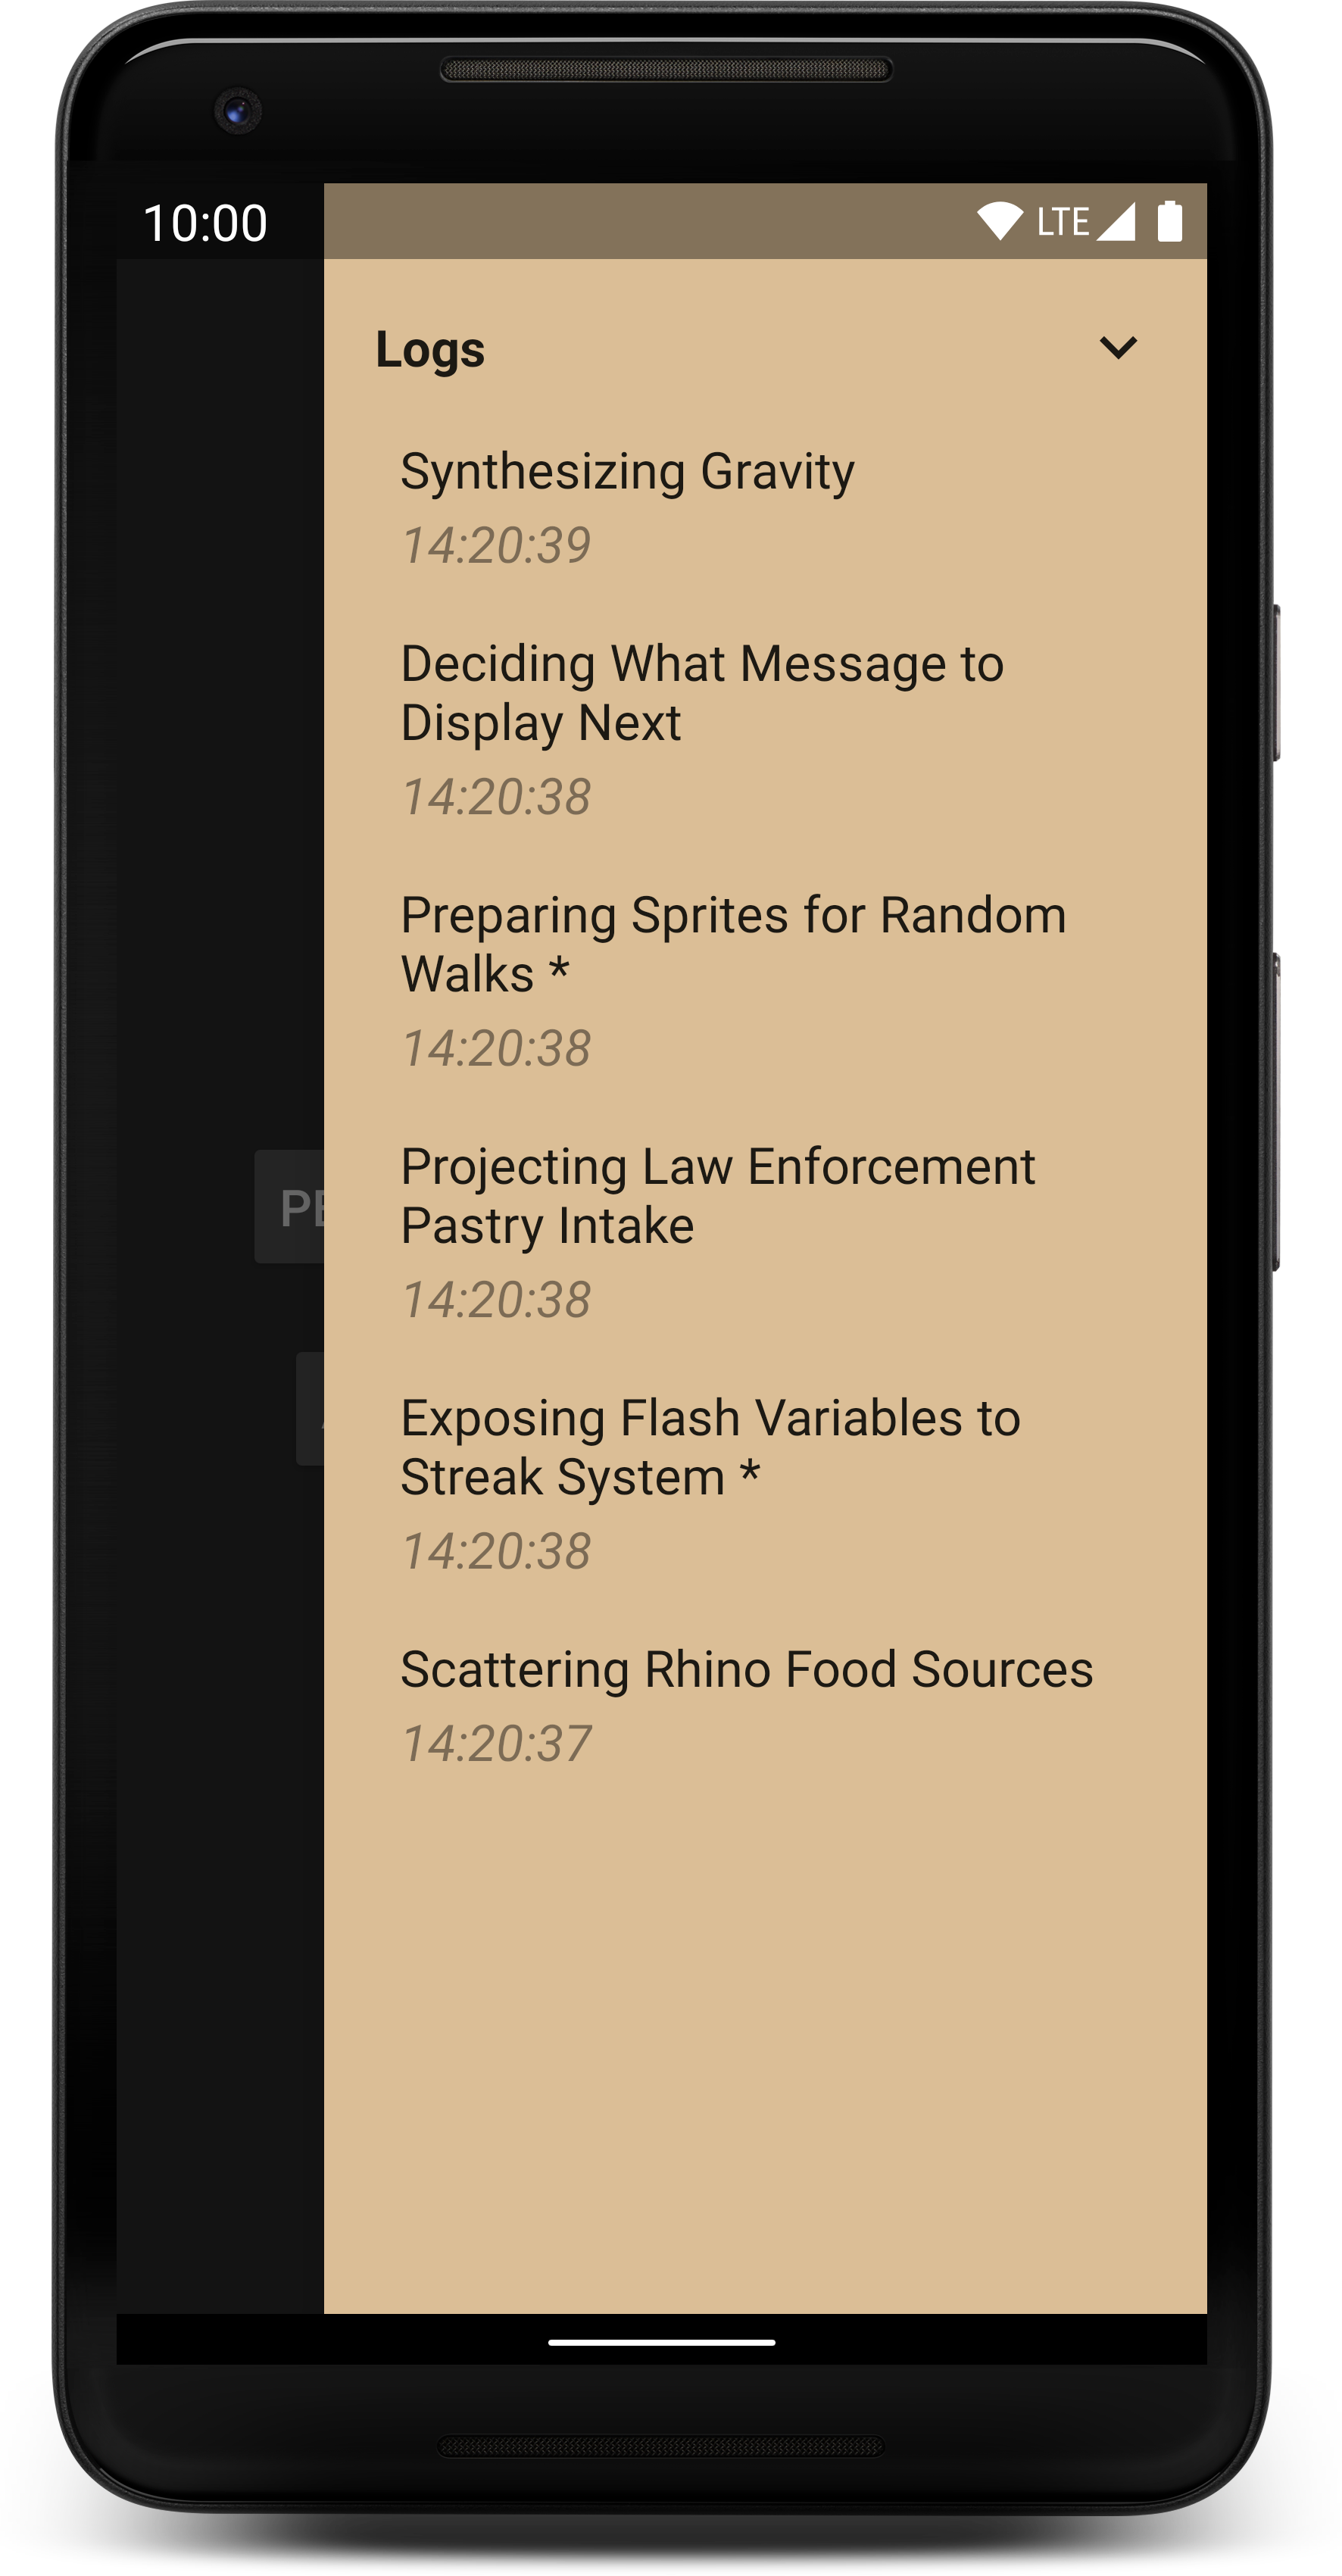 10:00
LTE
Logs
Synthesizing Gravity
14:20:39
Deciding What Message to
Display Next
14:20:38
Preparing Sprites for Random
Walks *
14:20:38
Projecting Law Enforcement
Pastry Intake
14:20:38
PE
Exposing Flash Variables to
Streak System *
14:20:38
Scattering Rhino Food Sources
14:20:37